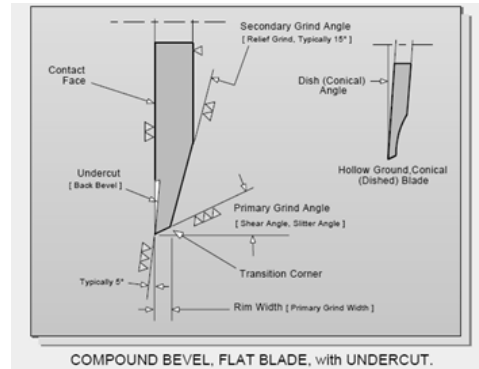 Secondary Grind Angle
[ Relief Grind, Typically 15° ]
Contact
Face
Dish (Conical)
Angle
Undercut
[ Back Bevel ]
Hollow Ground,Conical
(Dished) Blade
Primary Grind Angle
[ Shear Angle, Slitter Angle ]
Transition Corner
Typically 5°
Rim Width [ Primary Grind Width ]
COMPOUND BEVEL, FLAT BLADE, with UNDERCUT.